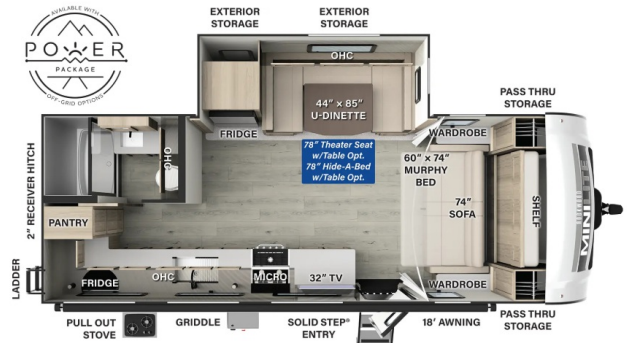 AVAILABLE WITH
POWER
PACKAGE
OFF-GRID OPTIONS
EXTERIOR
STORAGE
EXTERIOR
STORAGE
OHC
44" × 85"
U-DINETTE
FRIDGE
78" Theater Seat
w/Table Opt.
78" Hide-A-Bed
w/Table Opt.
PASS THRU
STORAGE
WARDROBE
60" × 74"
MURPHY
BED
74"
SOFA
SHELF
MINI
WARDROBE
PASS THRU
STORAGE
OHC
2" RECEIVER HITCH
PANTRY
LADDER
FRIDGE
OHC
MICRO
32" TV
PULL OUT
STOVE
GRIDDLE
SOLID STEP®
ENTRY
18' AWNING